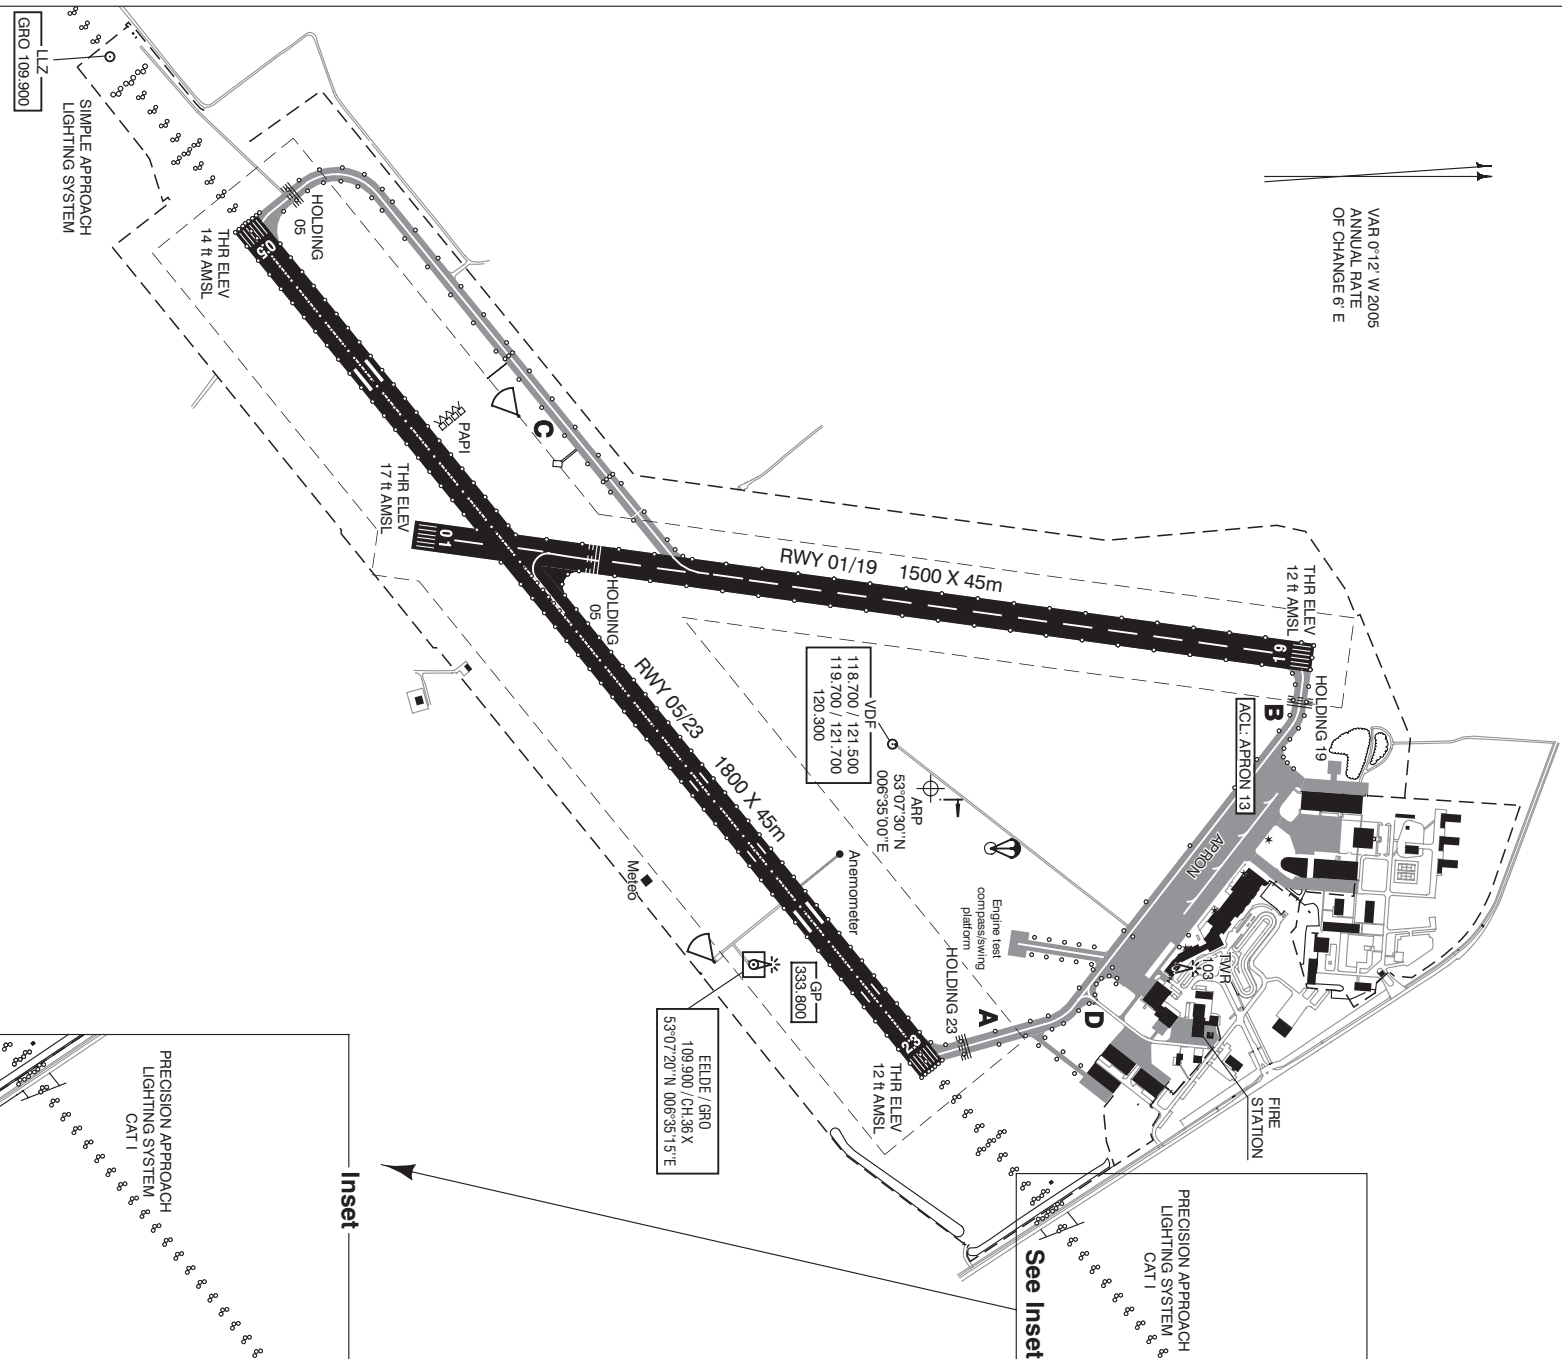 VAR 0°12' W 2005
ANNUAL RATE
OF CHANGE 6' E
LLZ
GRO 109.900
SIMPLE APPROACH
LIGHTING SYSTEM
HOLDING
05
05
THR ELEV
14 ft AMSL
PAPI
C
THR ELEV
17 ft AMSL
01
HOLDING
05
RWY 01/19 1500 X 45m
THR ELEV
12 ft AMSL
19
HOLDING 19
B
ACL: APRON 13
APRON
RWY 05/23 1800 X 45m
VDF
118.700 / 121.500
119.700 / 121.700
120.300
ARP
53°07'30''N
006°35'00''E
Anemometer
Meteo
Engine test
compass/swing
platform
TWR
103
HOLDING 23
A
D
GP
333.800
23
THR ELEV
12 ft AMSL
EELDE / GRO
109.900 /CH.36 X
53°07'20''N 006°35'15''E
FIRE
STATION
PRECISION APPROACH
LIGHTING SYSTEM
CAT I
See Inset
Inset
PRECISION APPROACH
LIGHTING SYSTEM
CAT I